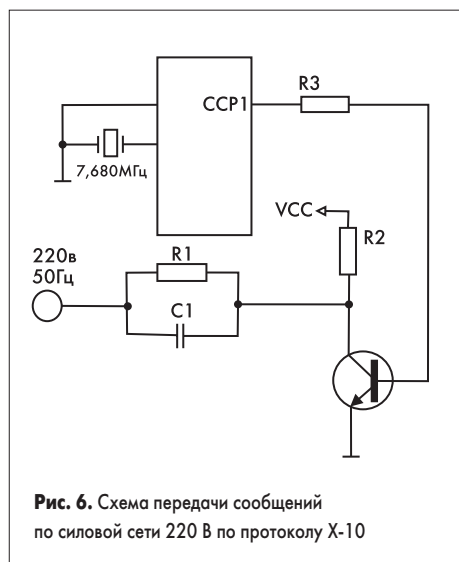 CCP1
R3
7,680МГц
VCC
R2
220в
50Гц
R1
C1
Рис. 6. Схема передачи сообщений
по силовой сети 220 В по протоколу X-10